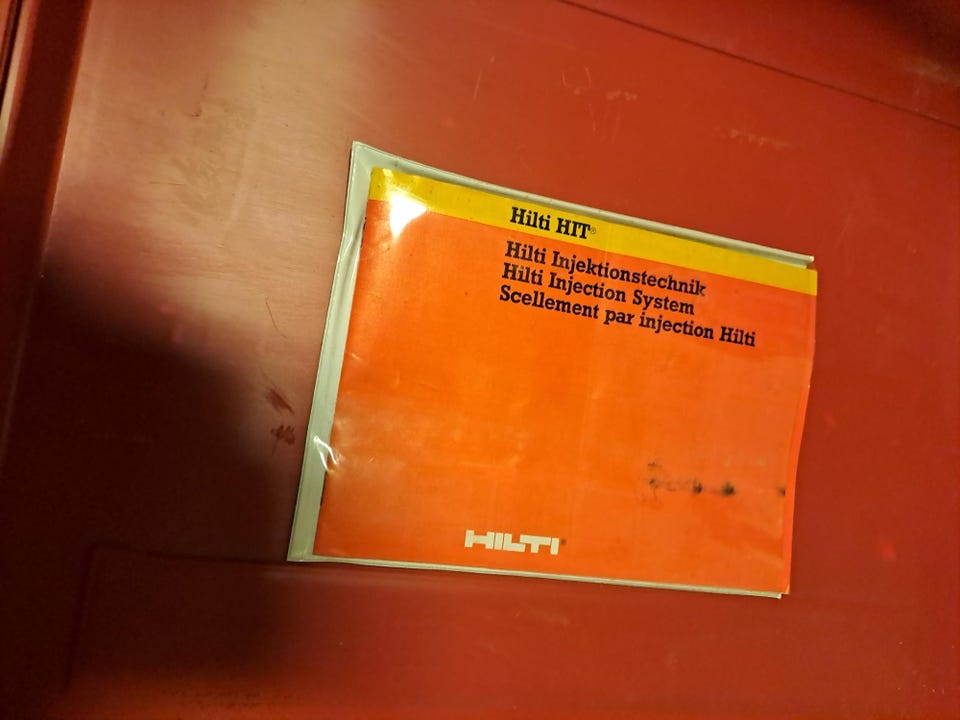 Hilti HIT®
Hilti Injektionstechnik
Hilti Injection System
Scellement par injection Hilti
HILTI